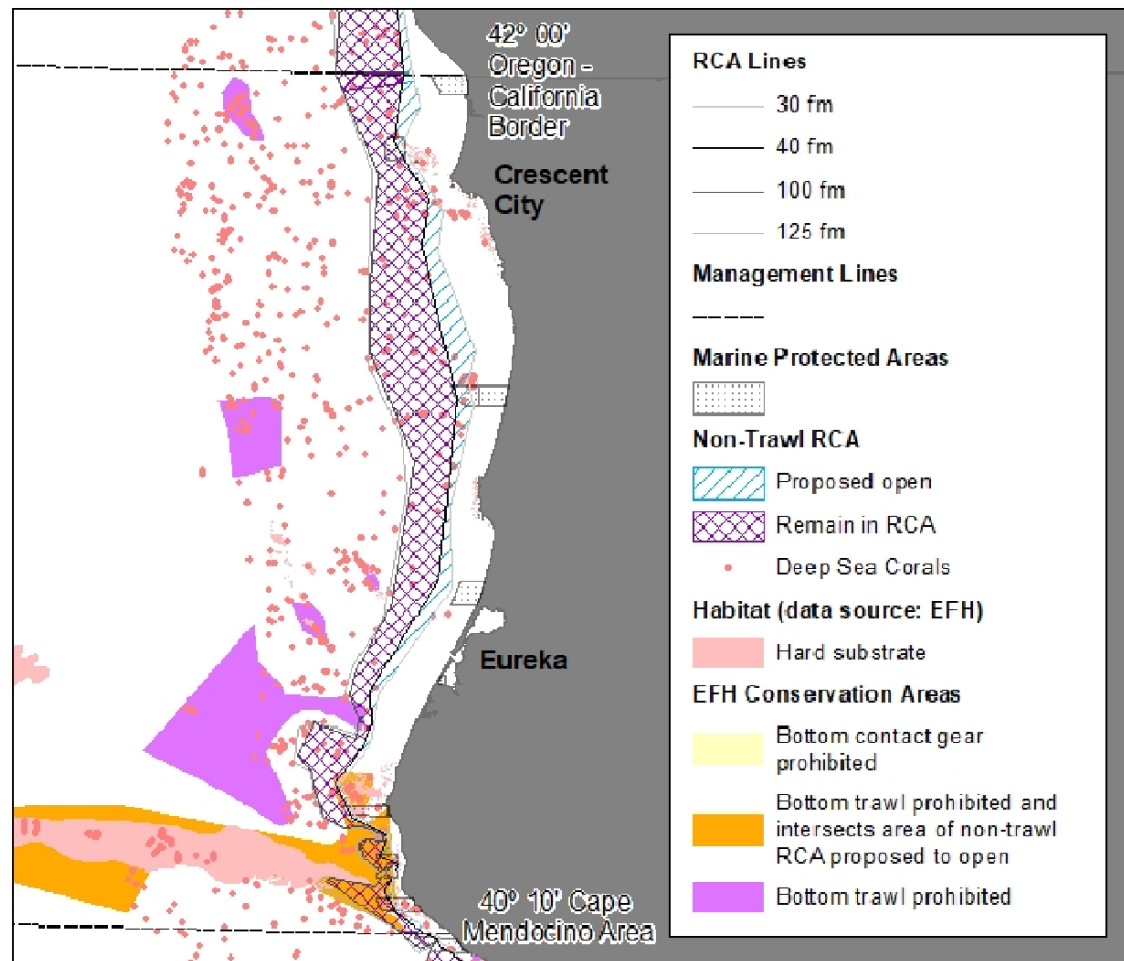 42º 00'
Oregon -
California
Border
Crescent
City
Eureka
40º 10' Cape
Mendocino Area
RCA Lines
30 fm
40 fm
100 fm
125 fm
Management Lines
Marine Protected Areas
Non-Trawl RCA
Proposed open
Remain in RCA
Deep Sea Corals
Habitat (data source: EFH)
Hard substrate
EFH Conservation Areas
Bottom contact gear
prohibited
Bottom trawl prohibited and
intersects area of non-trawl
RCA proposed to open
Bottom trawl prohibited